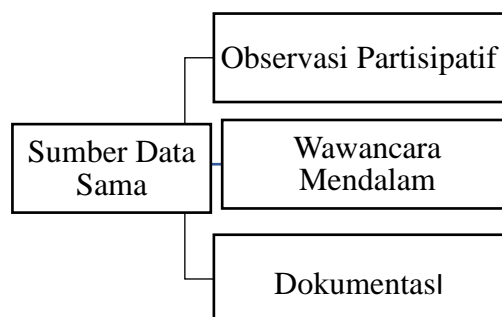 Observasi Partisipatif
Sumber Data
Sama
Wawancara
Mendalam
Dokumentasi